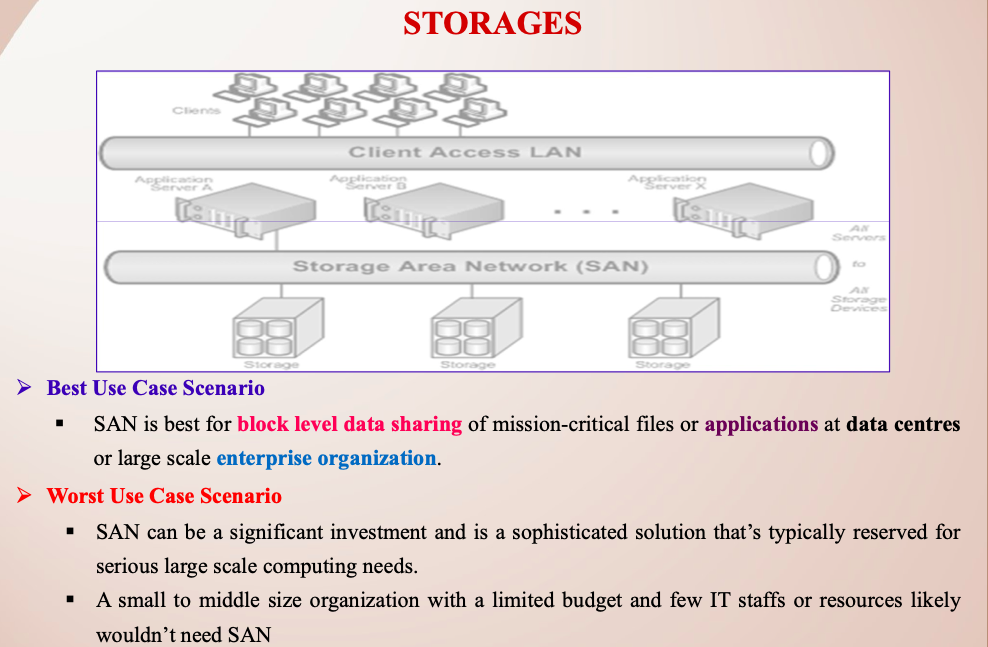 STORAGES
Clients
Client Access LAN
Application
Server A
Application
Server B
Application
Server X
. . .
All
Servers
to
All
Storage
Devices
Storage Area Network (SAN)
Storage
Storage
Storage
➢ Best Use Case Scenario
▪ SAN is best for block level data sharing of mission-critical files or applications at data centres
or large scale enterprise organization.
➢ Worst Use Case Scenario
▪ SAN can be a significant investment and is a sophisticated solution that’s typically reserved for
serious large scale computing needs.
▪ A small to middle size organization with a limited budget and few IT staffs or resources likely
wouldn’t need SAN